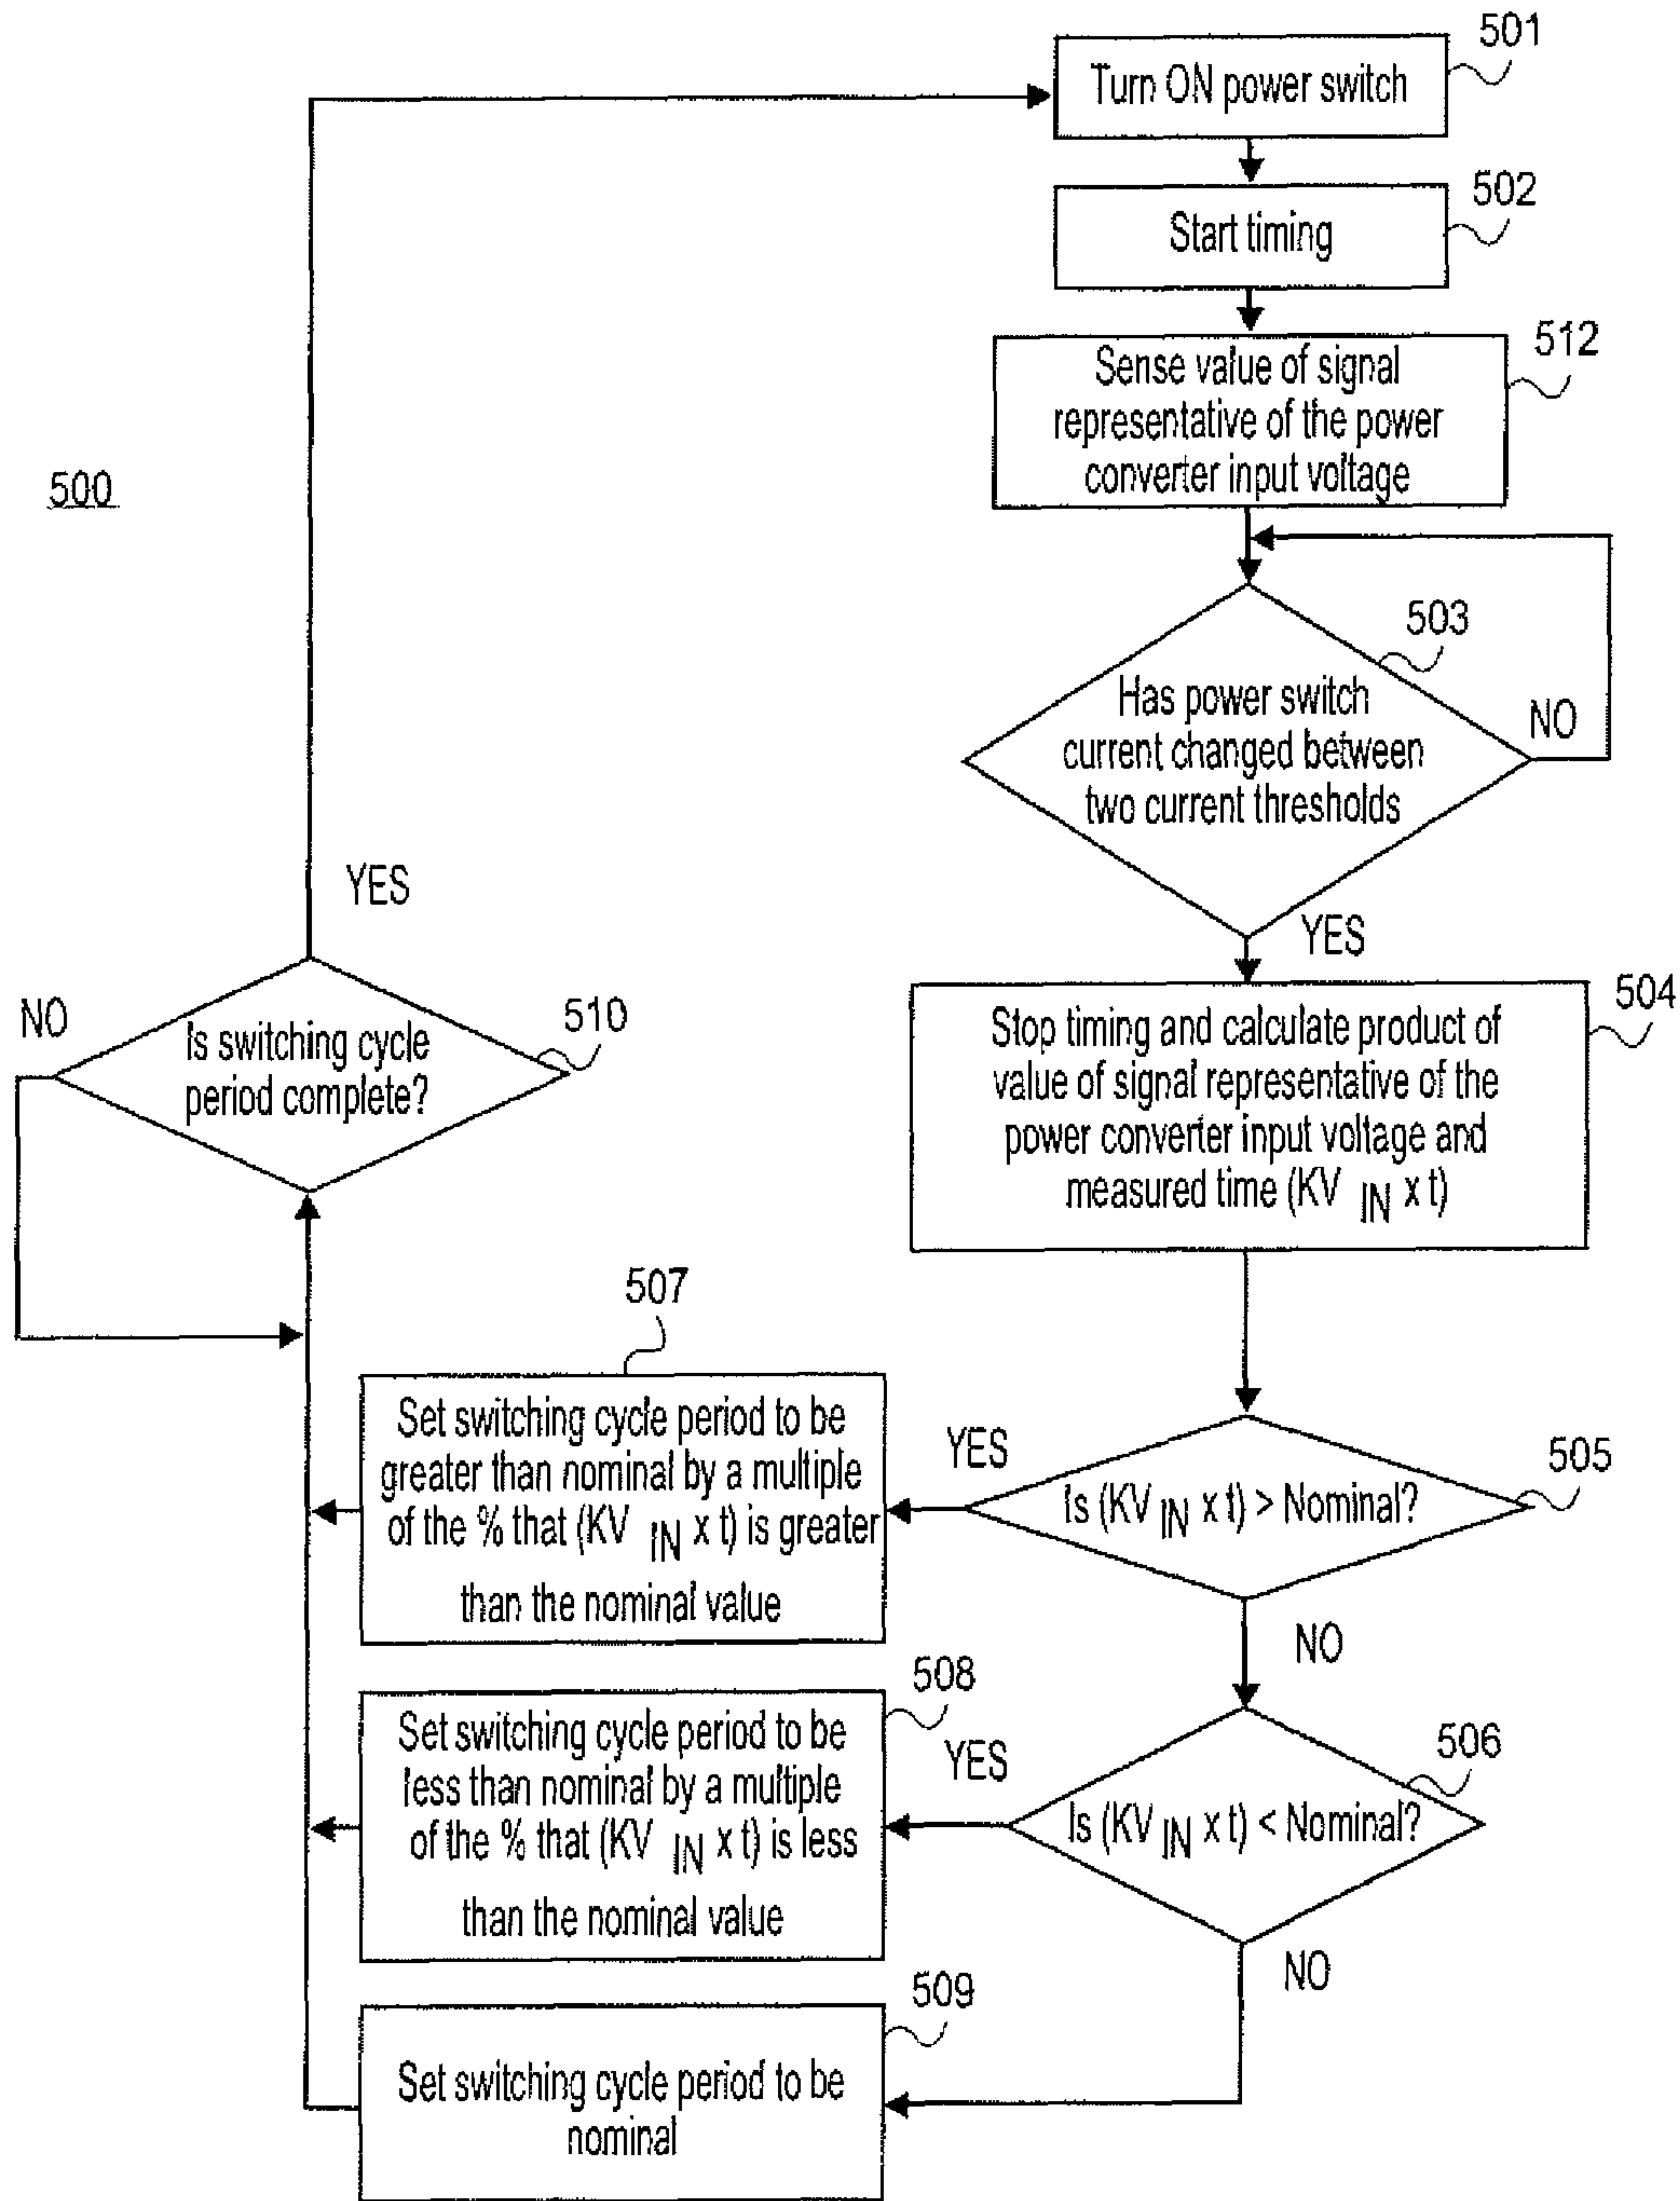 501
Turn ON power switch
502
Start timing
512
Sense value of signal
representative of the power
converter input voltage
500
503
Has power switch
current changed between
two current thresholds
NO
YES
YES
504
Stop timing and calculate product of
value of signal representative of the
power converter input voltage and
measured time (KV IN x t)
NO
510
Is switching cycle
period complete?
507
Set switching cycle period to be
greater than nominal by a multiple
of the % that (KV IN x t) is greater
than the nominal value
YES
505
Is (KV IN x t) > Nominal?
NO
508
Set switching cycle period to be
less than nominal by a multiple
of the % that (KV IN x t) is less
than the nominal value
YES
506
Is (KV IN x t) < Nominal?
NO
509
Set switching cycle period to be
nominal